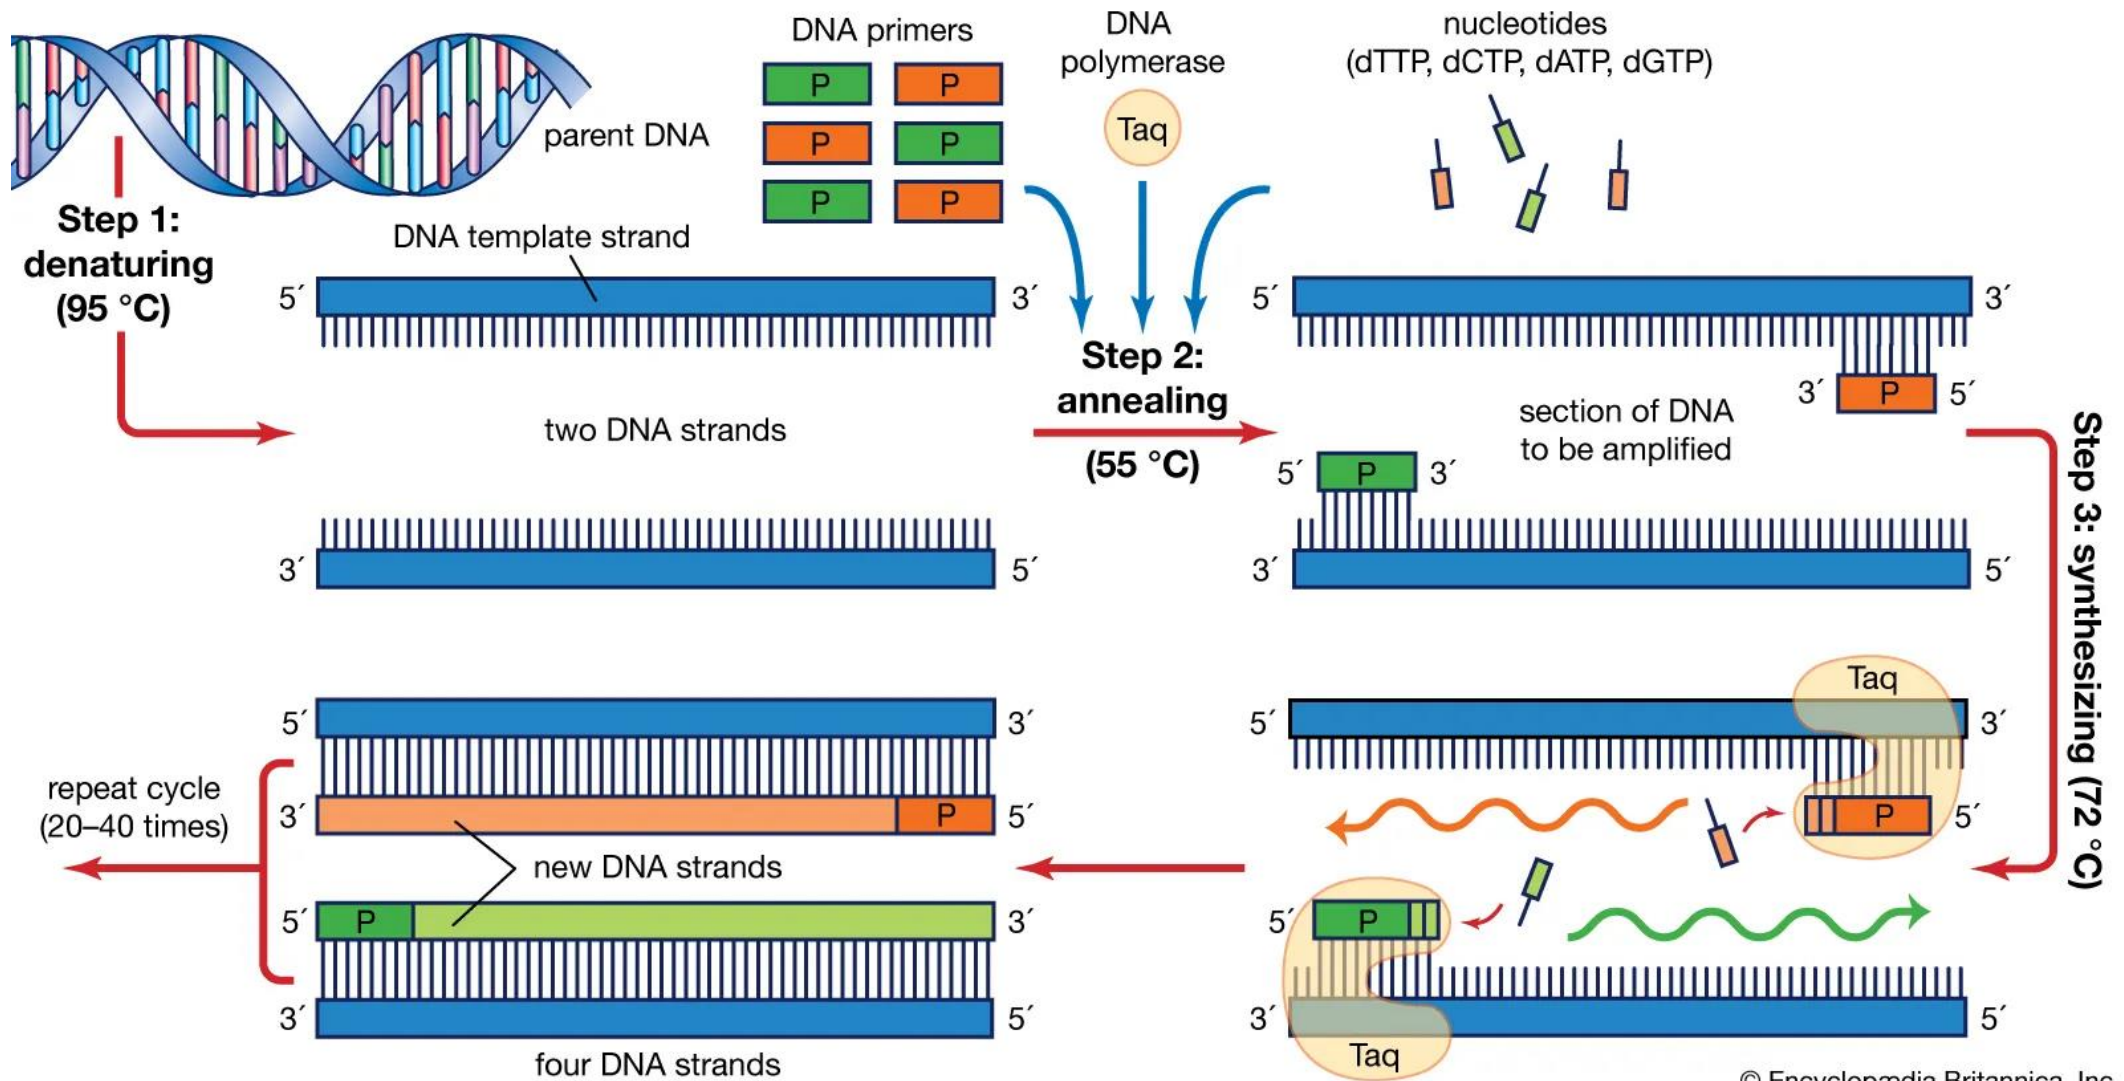 DNA primers
P P
P P
P P
DNA
polymerase
Taq
nucleotides
(dTTP, dCTP, dATP, dGTP)
parent DNA
Step 1:
denaturing
(95 °C)
DNA template strand
5′ 3′
two DNA strands
3′ 5′
Step 2:
annealing
(55 °C)
5′ 3′
3′ P 5′
section of DNA
to be amplified
5′ P 3′
3′ 5′
Step 3: synthesizing (72 °C)
Taq
5′ 3′
P 5′
5′ P
3′ 5′
Taq
5′ 3′
3′ P 5′
new DNA strands
5′ P 3′
3′ 5′
four DNA strands
repeat cycle
(20–40 times)
© Encyclopædia Britannica, Inc.